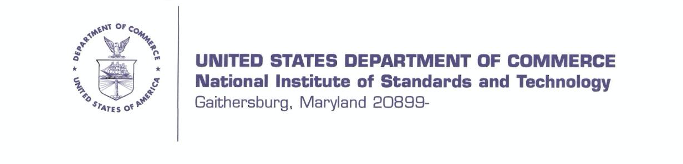 DEPARTMENT OF COMMERCE
UNITED STATES OF AMERICA
UNITED STATES DEPARTMENT OF COMMERCE
National Institute of Standards and Technology
Gaithersburg, Maryland 20899-